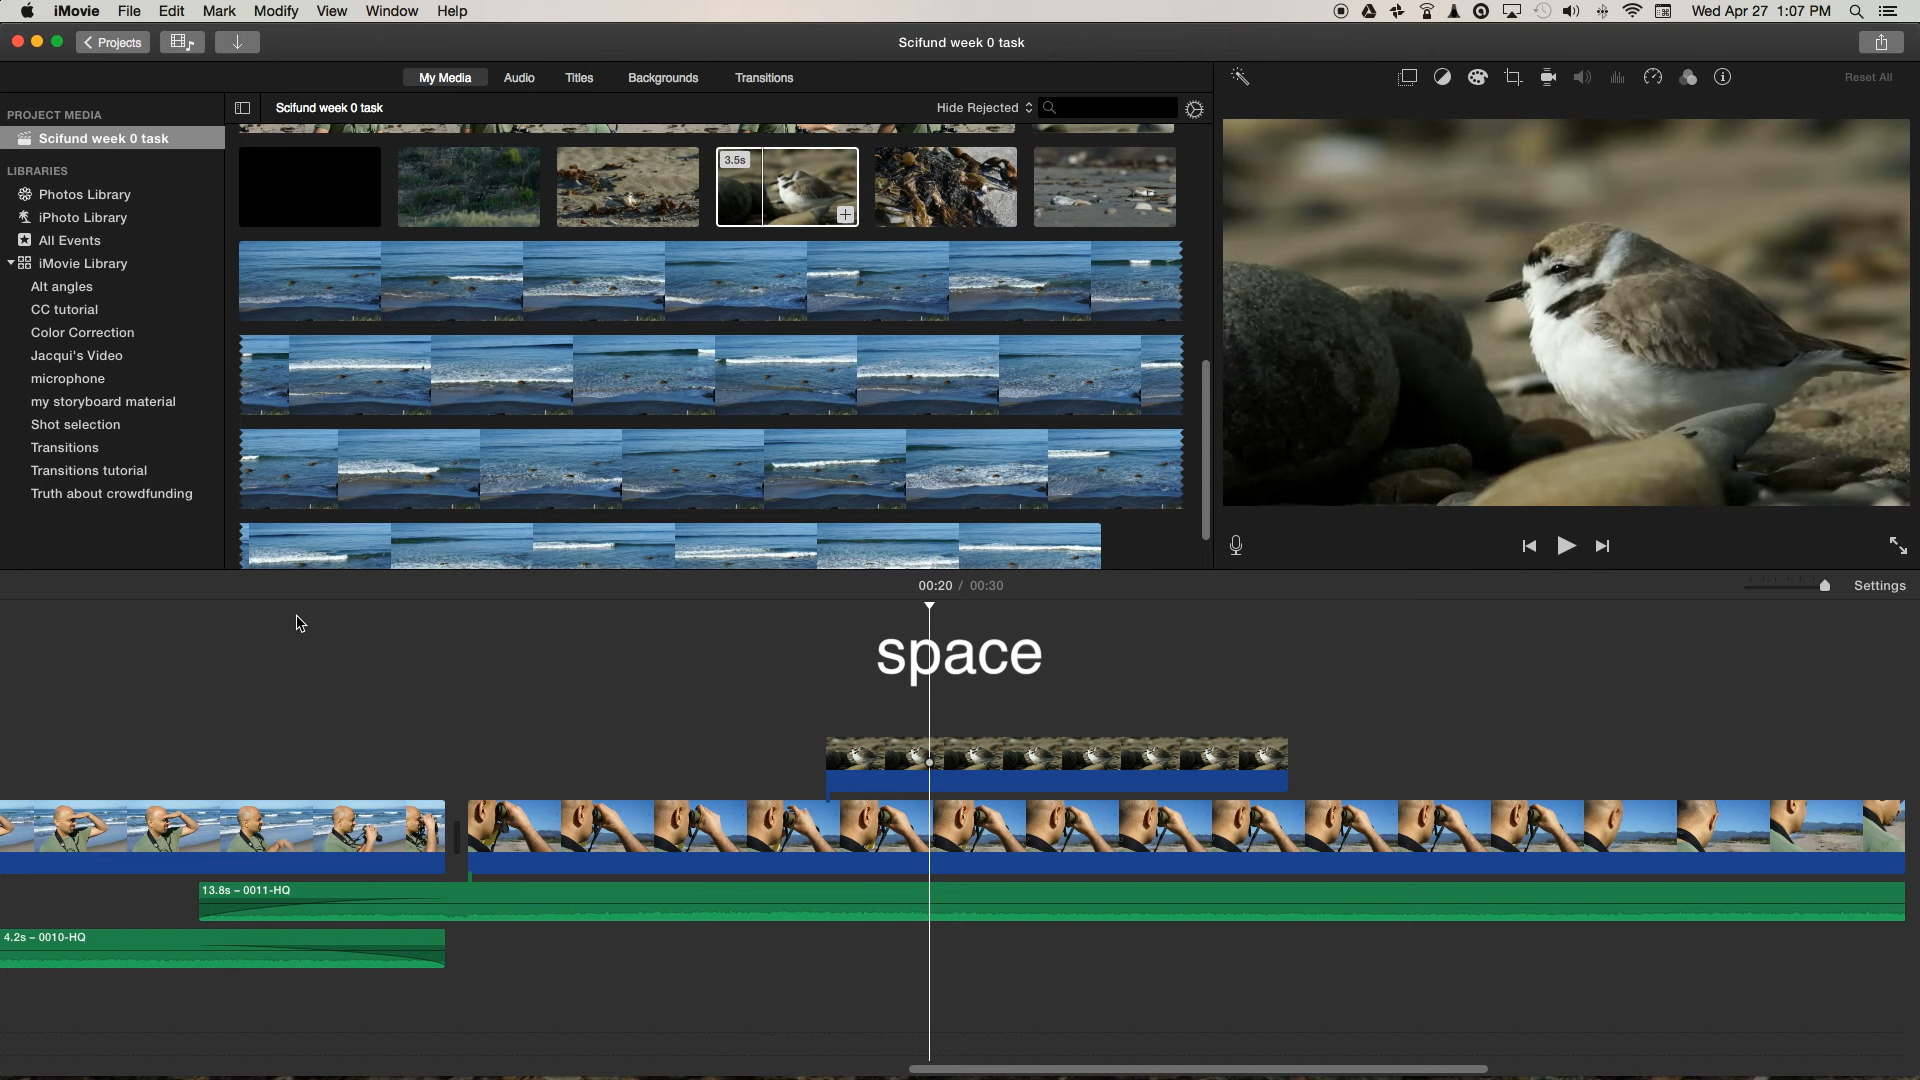 iMovie File Edit Mark Modify View Window Help Wed Apr 27 1:07 PM
Projects Scifund week 0 task
My Media Audio Titles Backgrounds Transitions Reset All
PROJECT MEDIA
Scifund week 0 task
LIBRARIES
Photos Library
iPhoto Library
All Events
iMovie Library
Alt angles
CC tutorial
Color Correction
Jacqui's Video
microphone
my storyboard material
Shot selection
Transitions
Transitions tutorial
Truth about crowdfunding
Scifund week 0 task Hide Rejected
3.5s
00:20 / 00:30 Settings
space
13.8s – 0011-HQ
4.2s – 0010-HQ